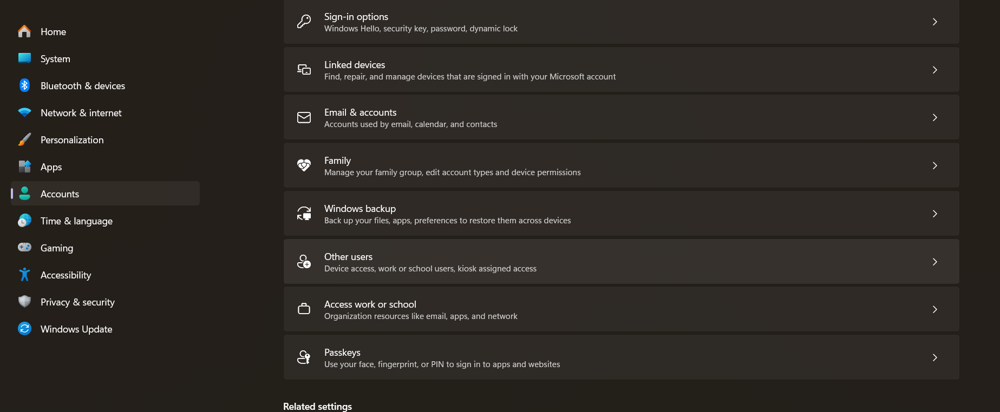 Home
System
Bluetooth & devices
Network & internet
Personalization
Apps
Accounts
Time & language
Gaming
Accessibility
Privacy & security
Windows Update
Sign-in options
Windows Hello, security key, password, dynamic lock
Linked devices
Find, repair, and manage devices that are signed in with your Microsoft account
Email & accounts
Accounts used by email, calendar, and contacts
Family
Manage your family group, edit account types and device permissions
Windows backup
Back up your files, apps, preferences to restore them across devices
Other users
Device access, work or school users, kiosk assigned access
Access work or school
Organization resources like email, apps, and network
Passkeys
Use your face, fingerprint, or PIN to sign in to apps and websites
Related settings